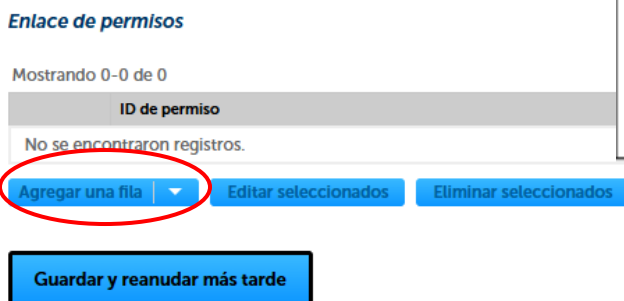 Enlace de permisos
Mostrando 0-0 de 0
ID de permiso
No se encontraron registros.
Agregar una fila
Editar seleccionados
Eliminar seleccionados
Guardar y reanudar más tarde